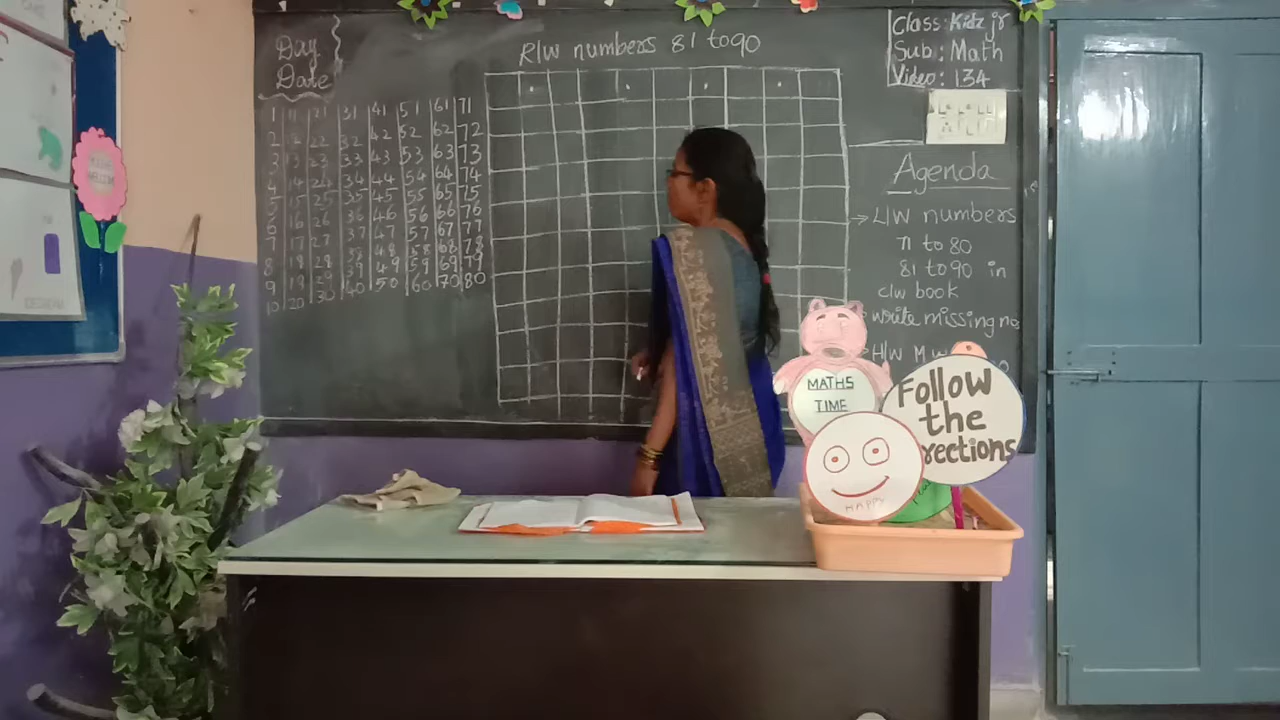 Day
Date
R/w numbers 81 to 90
Class: Kidz jr
Sub: Math
Video: 134
1 11 21 31 41 51 61 71
2 12 22 32 42 52 62 72
3 13 23 33 43 53 63 73
4 14 24 34 44 54 64 74
5 15 25 35 45 55 65 75
6 16 26 36 46 56 66 76
7 17 27 37 47 57 67 77
8 18 28 38 48 58 68 78
9 19 29 39 49 59 69 79
10 20 30 40 50 60 70 80
Agenda
→ L/W numbers
71 to 80
81 to 90 in
c/w book
write missing no
H/W
MATHS
TIME
Follow
the
rections
HAPPY